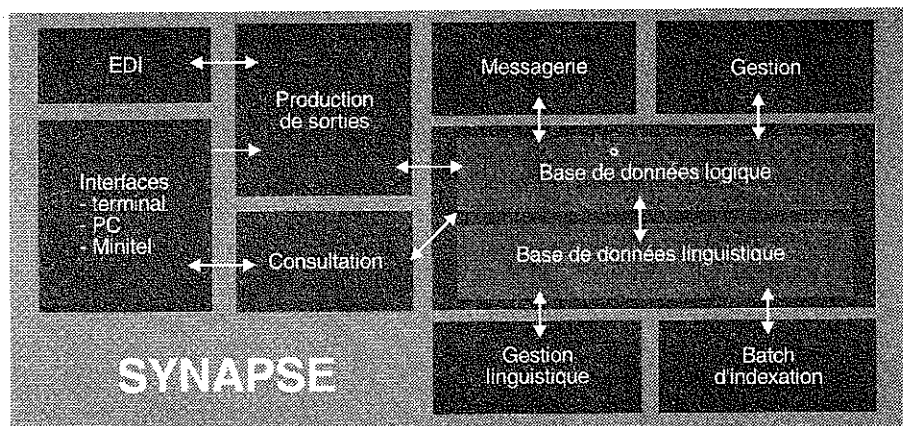 EDI
Production
de sorties
Messagerie
Gestion
Interfaces
- terminal
- PC
- Minitel
Base de données logique
Consultation
Base de données linguistique
SYNAPSE
Gestion
linguistique
Batch
d'indexation